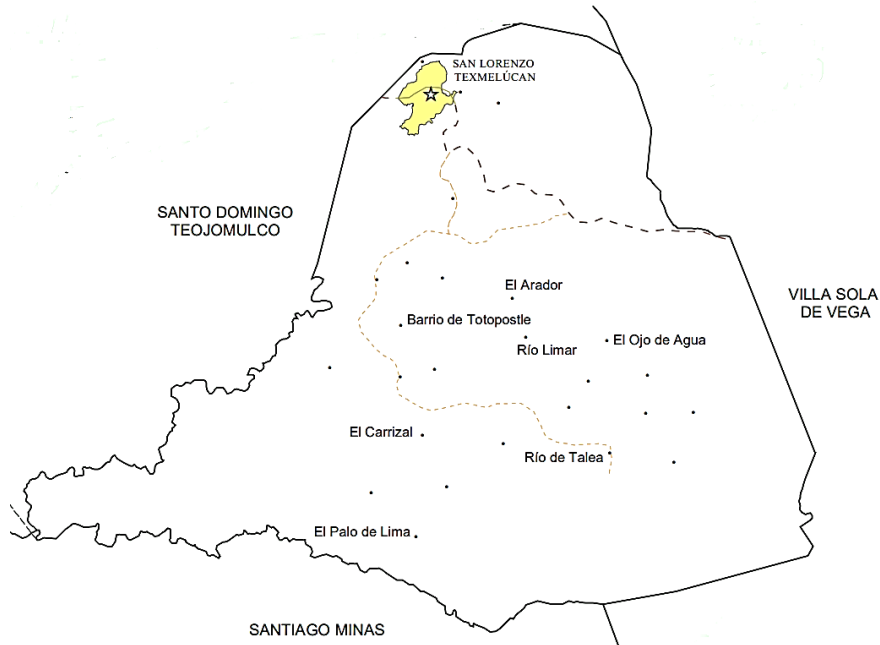 SAN LORENZO
TEXMELÚCAN
SANTO DOMINGO
TEOJOMULCO
El Arador
VILLA SOLA
DE VEGA
Barrio de Totopostle
El Ojo de Agua
Río Limar
El Carrizal
Río de Talea
El Palo de Lima
SANTIAGO MINAS